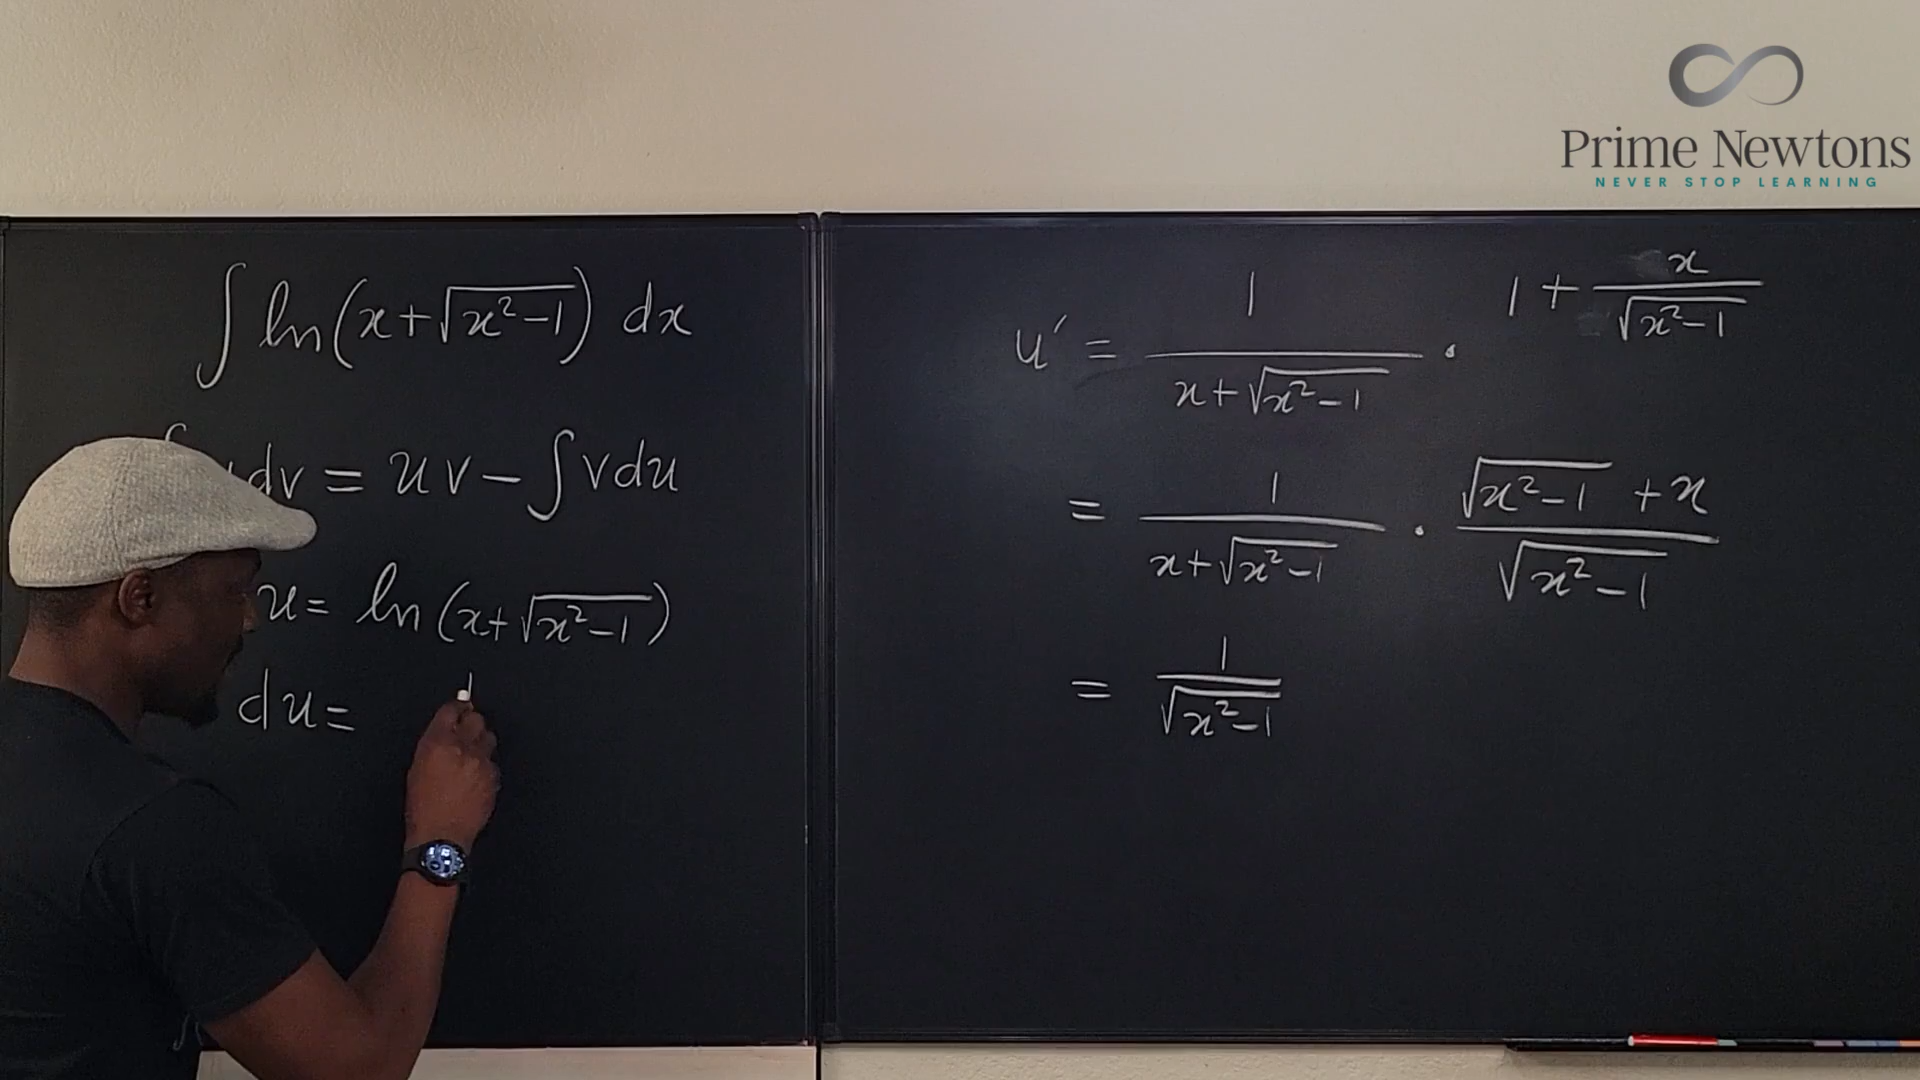 Prime Newtons
NEVER STOP LEARNING
∫ ln(x+√(x²-1)) dx
dv = uv - ∫vdu
u = ln(x+√(x²-1))
du =
u' = 1/(x+√(x²-1)) · 1 + x/√(x²-1)
= 1/(x+√(x²-1)) · (√(x²-1) + x)/√(x²-1)
= 1/√(x²-1)